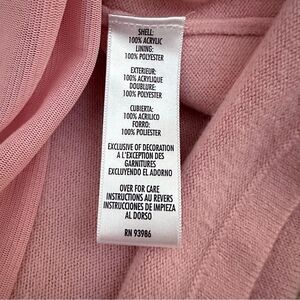 SHELL:
100% ACRYLIC
LINING:
100% POLYESTER
EXTERIEUR:
100% ACRYLIQUE
DOUBLURE:
100% POLYESTER
CUBIERTA:
100% ACRILICO
FORRO:
100% POLIESTER
EXCLUSIVE OF DECORATION
A L'EXCEPTION DES
GARNITURES
EXCLUYENDO EL ADORNO
OVER FOR CARE
INSTRUCTIONS AU REVERS
INSTRUCCIONES DE IMPIEZA
AL DORSO
RN 93986